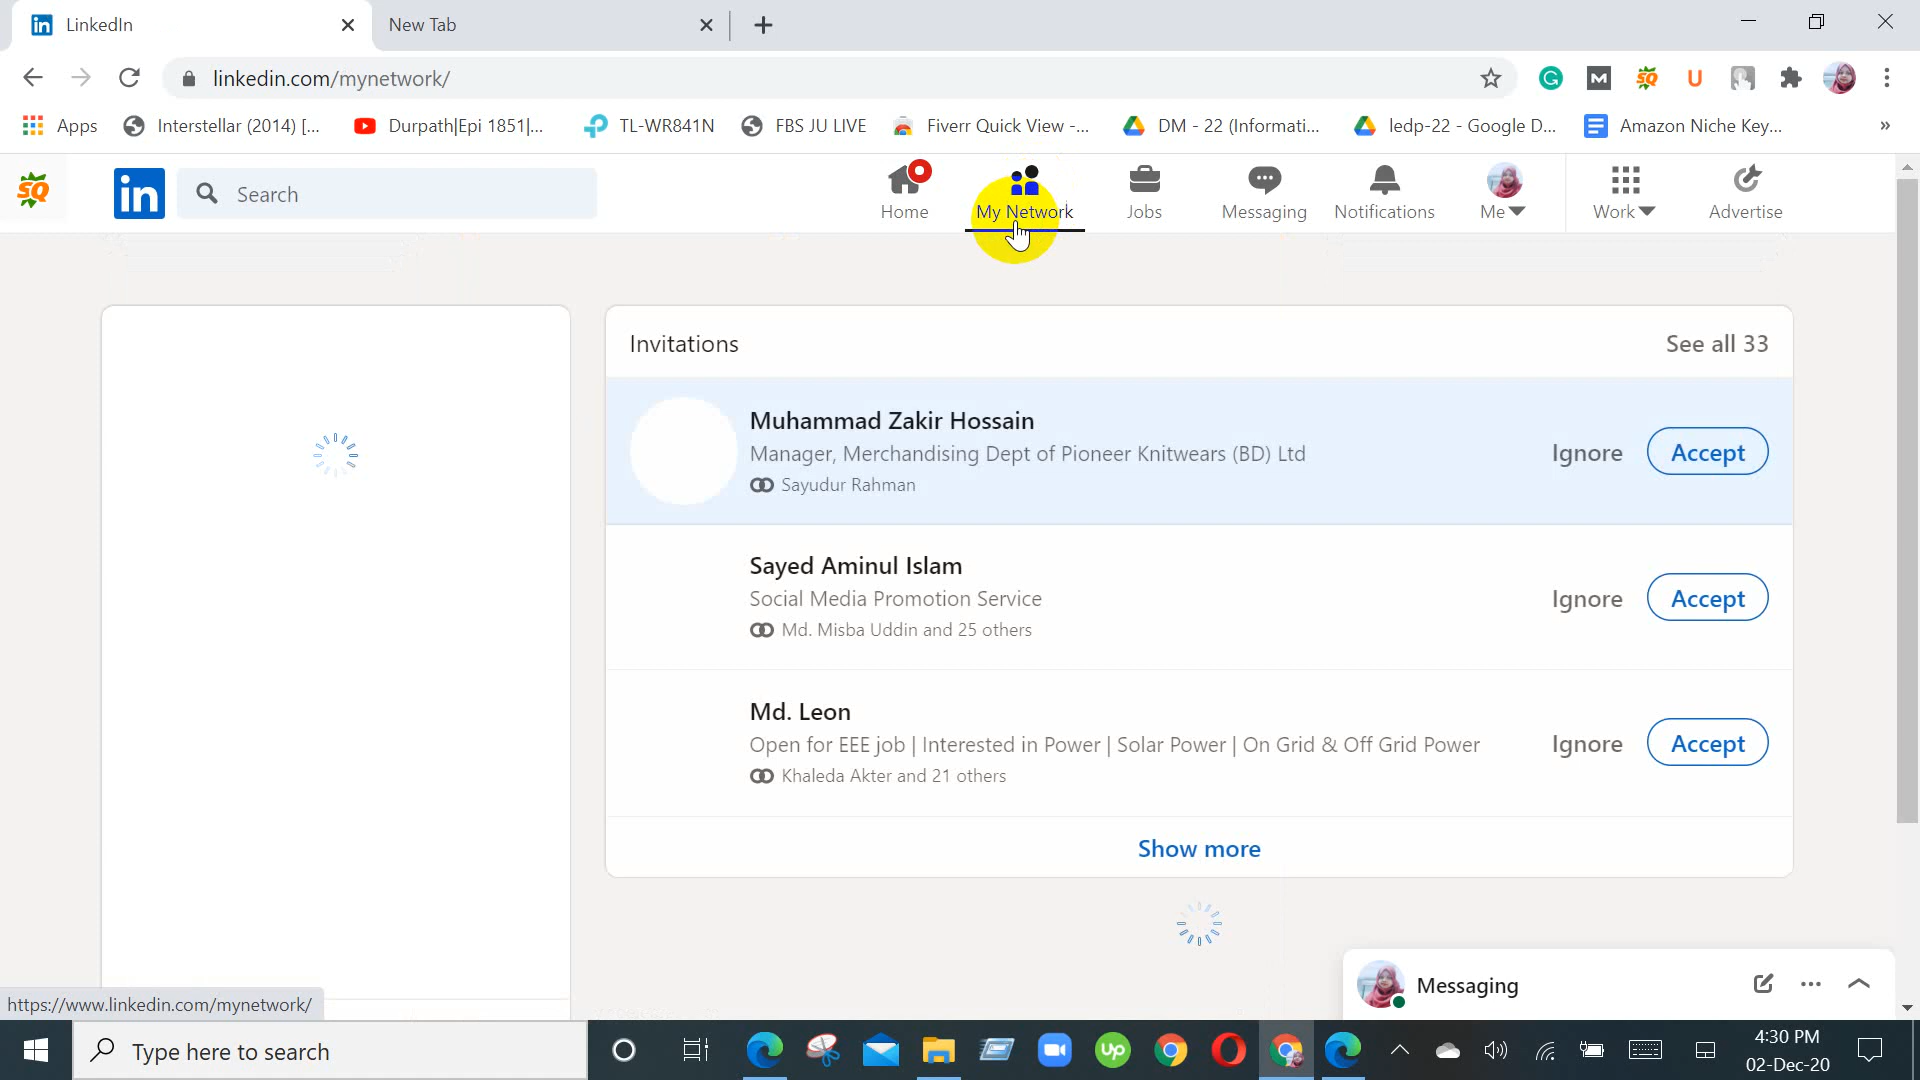 LinkedIn
New Tab
linkedin.com/mynetwork/
Apps
Interstellar (2014) [...
Durpath|Epi 1851|...
TL-WR841N
FBS JU LIVE
Fiverr Quick View -...
DM - 22 (Informati...
ledp-22 - Google D...
Amazon Niche Key...
»
SQ
in
Search
Home
My Network
Jobs
Messaging
Notifications
Me
Work
Advertise
Invitations
See all 33
Muhammad Zakir Hossain
Manager, Merchandising Dept of Pioneer Knitwears (BD) Ltd
Sayudur Rahman
Ignore
Accept
Sayed Aminul Islam
Social Media Promotion Service
Md. Misba Uddin and 25 others
Ignore
Accept
Md. Leon
Open for EEE job | Interested in Power | Solar Power | On Grid & Off Grid Power
Khaleda Akter and 21 others
Ignore
Accept
Show more
Messaging
https://www.linkedin.com/mynetwork/
Type here to search
up
4:30 PM
02-Dec-20